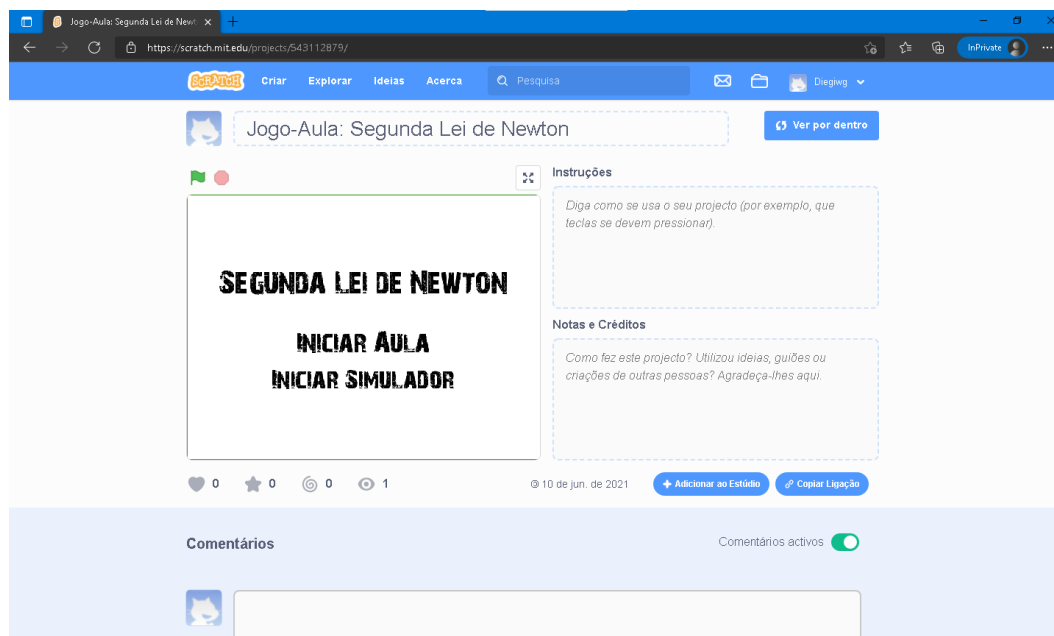 Jogo-Aula: Segunda Lei de Newt
https://scratch.mit.edu/projects/543112879/
InPrivate
SCRATCH Criar Explorar Ideias Acerca Pesquisa Diegiwg
Jogo-Aula: Segunda Lei de Newton
Ver por dentro
Instruções
Diga como se usa o seu projecto (por exemplo, que
teclas se devem pressionar).
Segunda Lei de Newton
Iniciar Aula
Iniciar Simulador
Notas e Créditos
Como fez este projecto? Utilizou ideias, guiões ou
criações de outras pessoas? Agradeça-lhes aqui.
0 0 0 1
© 10 de jun. de 2021
Adicionar ao Estúdio
Copiar Ligação
Comentários
Comentários activos